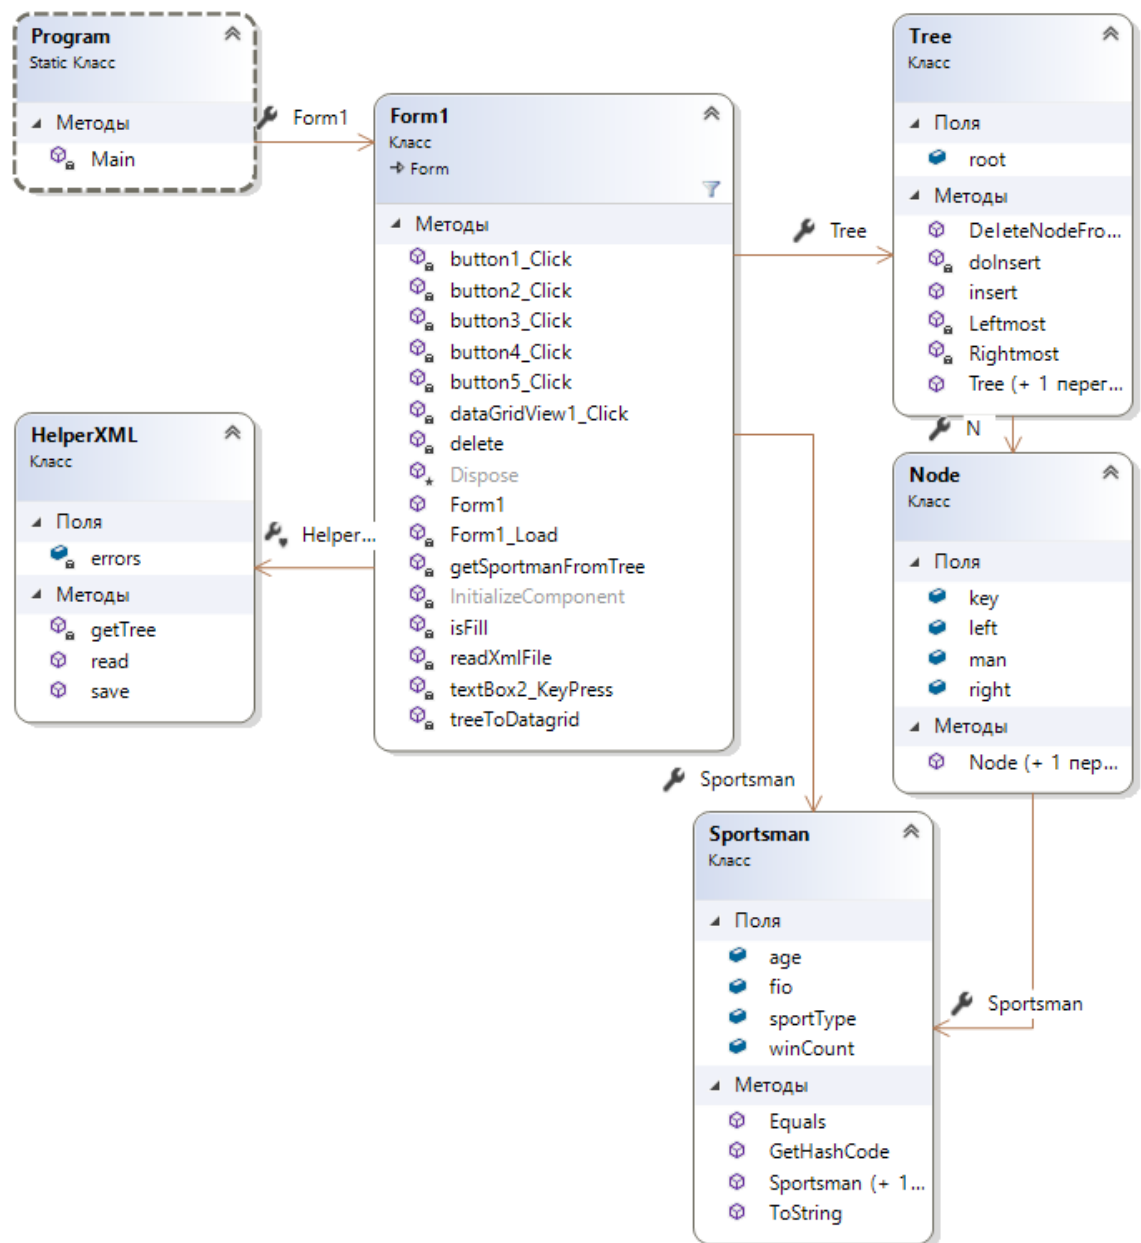 Program
Static Класс
Методы
Main
Form1
Form1
Класс
Form
Методы
button1_Click
button2_Click
button3_Click
button4_Click
button5_Click
dataGridView1_Click
delete
Dispose
Form1
Form1_Load
getSportmanFromTree
InitializeComponent
isFill
readXmlFile
textBox2_KeyPress
treeToDatagrid
Tree
Tree
Класс
Поля
root
Методы
DeleteNodeFro...
doInsert
insert
Leftmost
Rightmost
Tree (+ 1 перег...
N
Node
Класс
Поля
key
left
man
right
Методы
Node (+ 1 пер...
Helper...
HelperXML
Класс
Поля
errors
Методы
getTree
read
save
Sportsman
Sportsman
Sportsman
Класс
Поля
age
fio
sportType
winCount
Методы
Equals
GetHashCode
Sportsman (+ 1...
ToString